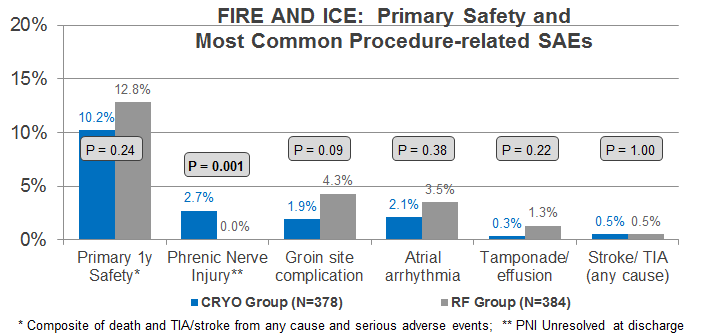 FIRE AND ICE: Primary Safety and
Most Common Procedure-related SAEs
20%
15%
10%
5%
0%
10.2%
12.8%
P = 0.24
2.7%
0.0%
P = 0.001
1.9%
4.3%
P = 0.09
2.1%
3.5%
P = 0.38
0.3%
1.3%
P = 0.22
0.5%
0.5%
P = 1.00
Primary 1y
Safety*
Phrenic Nerve
Injury**
Groin site
complication
Atrial
arrhythmia
Tamponade/
effusion
Stroke/ TIA
(any cause)
CRYO Group (N=378)
RF Group (N=384)
* Composite of death and TIA/stroke from any cause and serious adverse events; ** PNI Unresolved at discharge